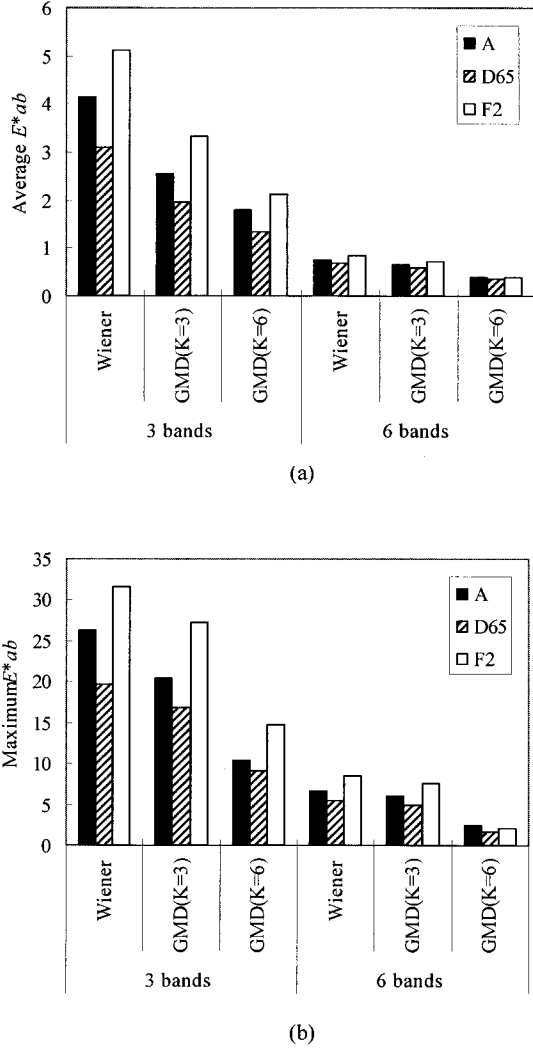 6
5
4
3
2
1
0
Average E*ab
A
D65
F2
Wiener
GMD(K=3)
GMD(K=6)
Wiener
GMD(K=3)
GMD(K=6)
3 bands
6 bands
(a)
35
30
25
20
15
10
5
0
MaximumE*ab
A
D65
F2
Wiener
GMD(K=3)
GMD(K=6)
Wiener
GMD(K=3)
GMD(K=6)
3 bands
6 bands
(b)